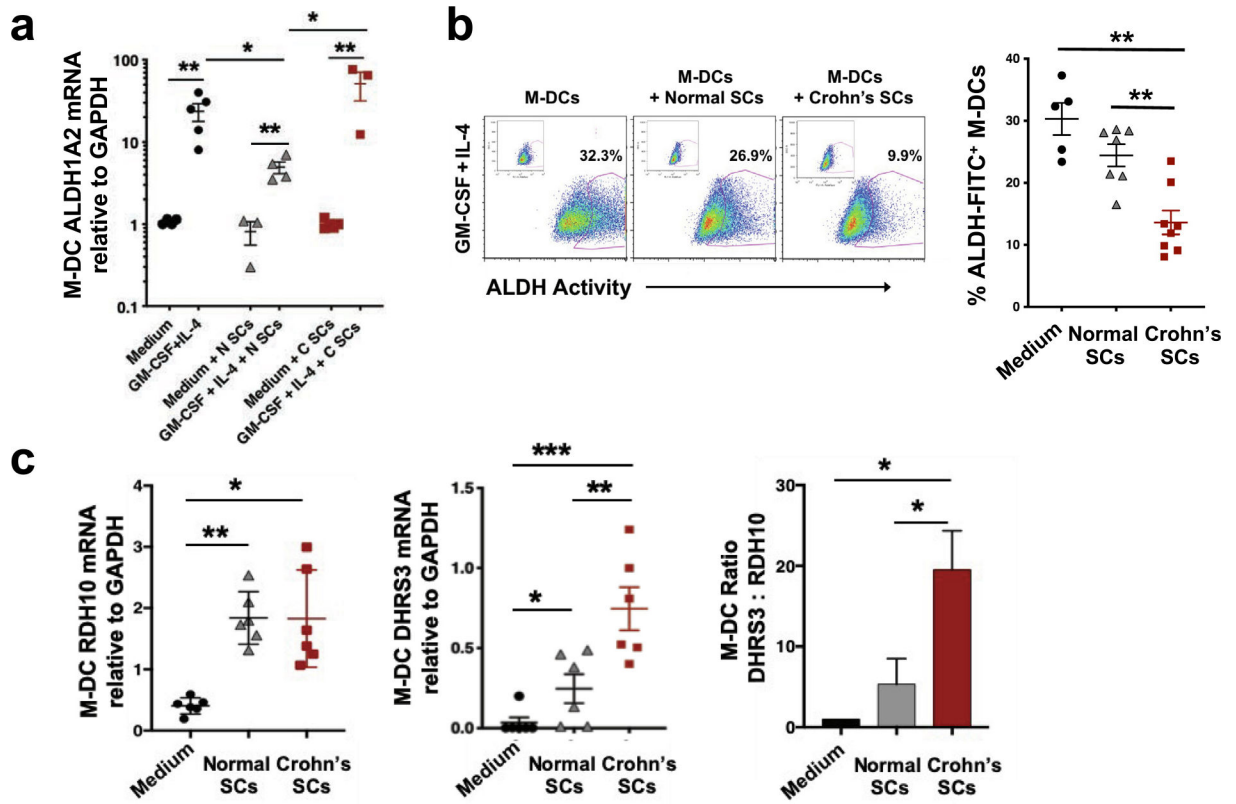 a
M-DC ALDH1A2 mRNA
relative to GAPDH
100
10
1
0.1
**
*
**
*
**
Medium
GM-CSF+IL-4
Medium + N SCs
GM-CSF + IL-4 + N SCs
Medium + C SCs
GM-CSF + IL-4 + C SCs
b
M-DCs
M-DCs
+ Normal SCs
M-DCs
+ Crohn's SCs
GM-CSF + IL-4
32.3%
26.9%
9.9%
ALDH Activity
% ALDH-FITC⁺ M-DCs
40
30
20
10
0
**
**
Medium
Normal
SCs
Crohn's
SCs
c
M-DC RDH10 mRNA
relative to GAPDH
4
3
2
1
0
*
**
Medium
Normal
SCs
Crohn's
SCs
M-DC DHRS3 mRNA
relative to GAPDH
1.5
1.0
0.5
0.0
***
**
*
Medium
Normal
SCs
Crohn's
SCs
M-DC Ratio
DHRS3 : RDH10
30
20
10
0
*
*
Medium
Normal
SCs
Crohn's
SCs